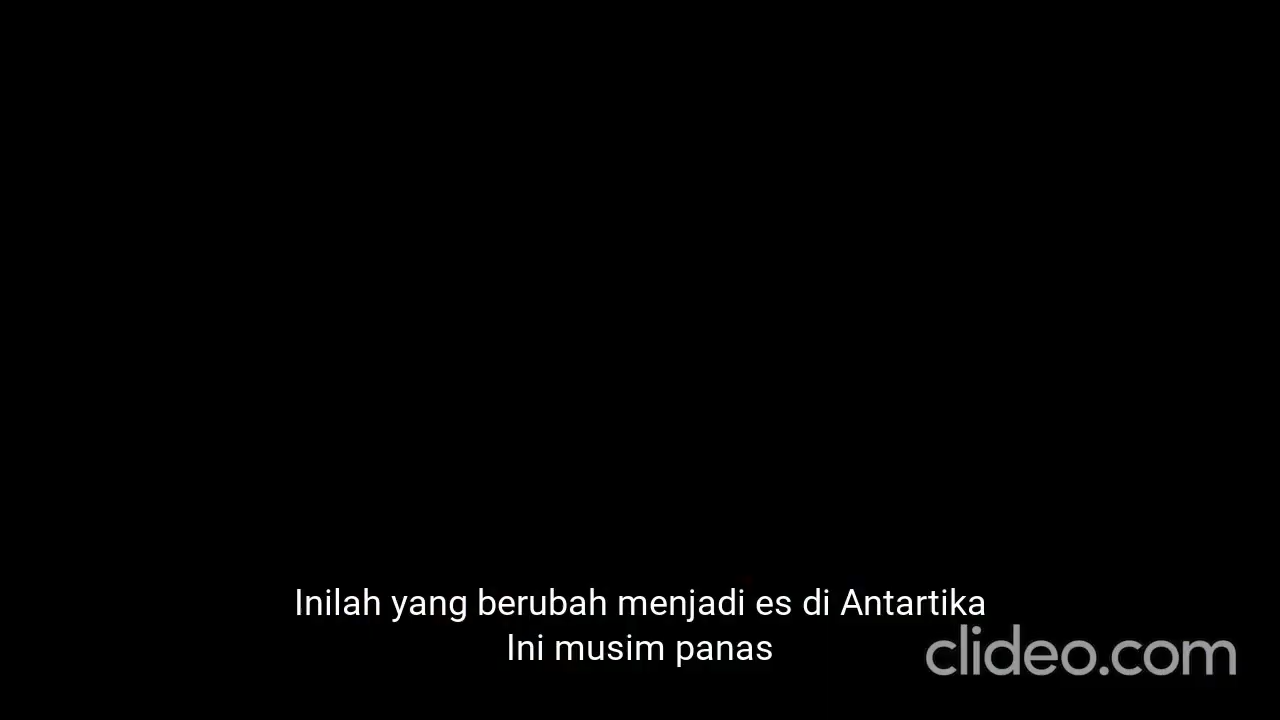 Inilah yang berubah menjadi es di Antartika
Ini musim panas
clideo.com